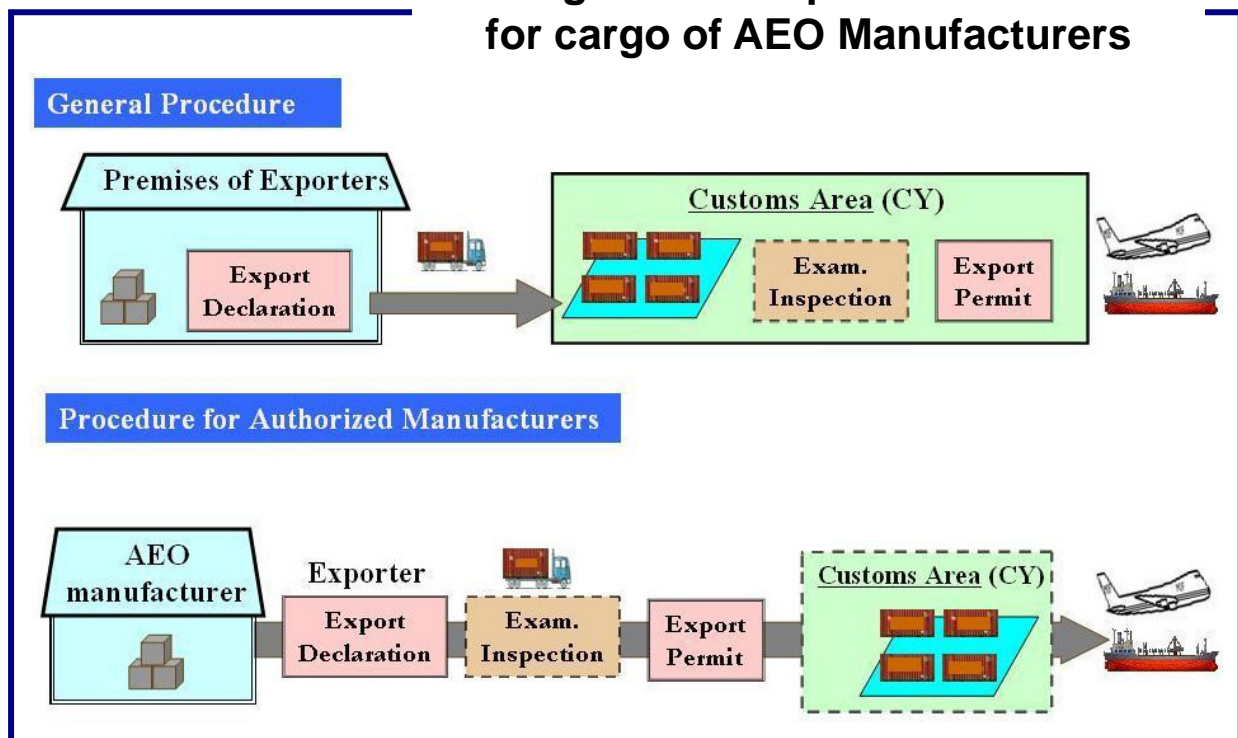 for cargo of AEO Manufacturers
General Procedure
Premises of Exporters
Export
Declaration
Customs Area (CY)
Exam.
Inspection
Export
Permit
Procedure for Authorized Manufacturers
AEO
manufacturer
Exporter
Export
Declaration
Exam.
Inspection
Export
Permit
Customs Area (CY)